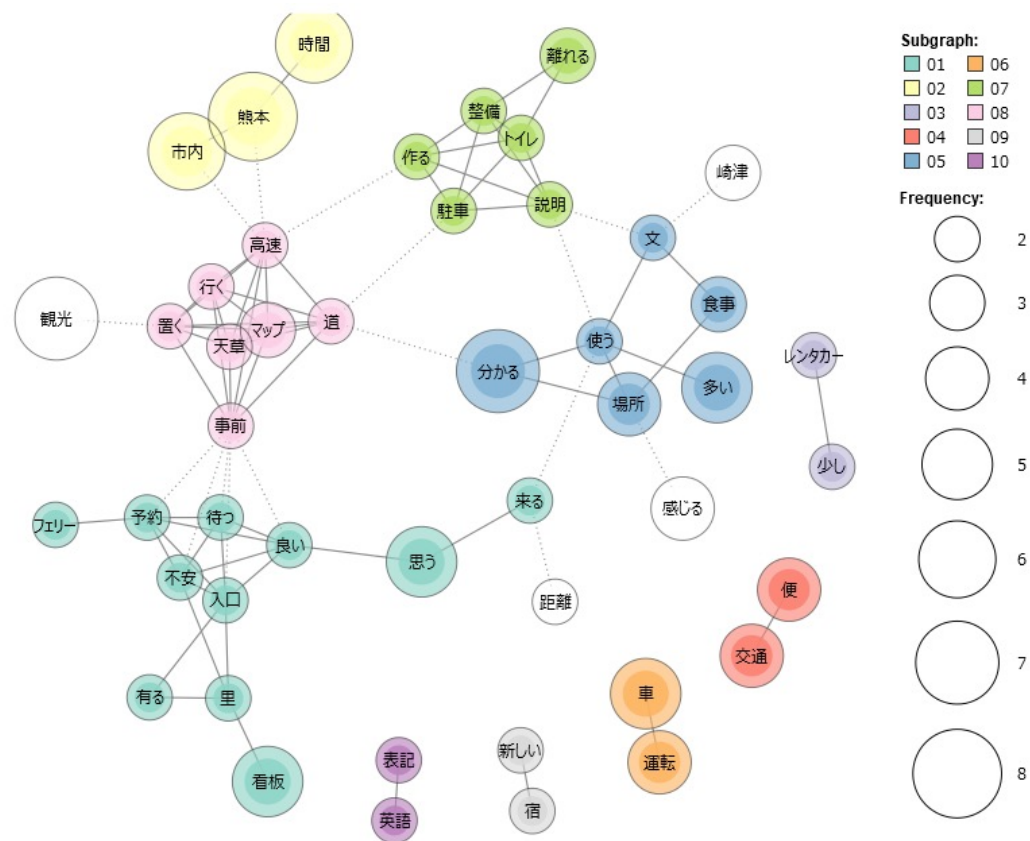 時間
熊本
市内
離れる
整備
トイレ
作る
駐車
説明
崎津
文
食事
使う
分かる
場所
多い
感じる
高速
行く
置く
マップ
道
天草
事前
観光
レンタカー
少し
フェリー
予約
待つ
良い
不安
入口
思う
来る
距離
有る
里
看板
便
交通
車
運転
表記
英語
新しい
宿
Subgraph:
01 06
02 07
03 08
04 09
05 10
Frequency:
2
3
4
5
6
7
8